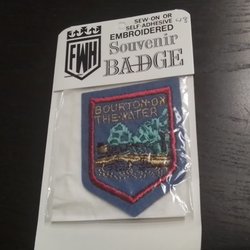 SEW-ON OR
SELF-ADHESIVE
EMBROIDERED
Souvenir
BADGE
FWH
BOURTON-ON
THE-WATER